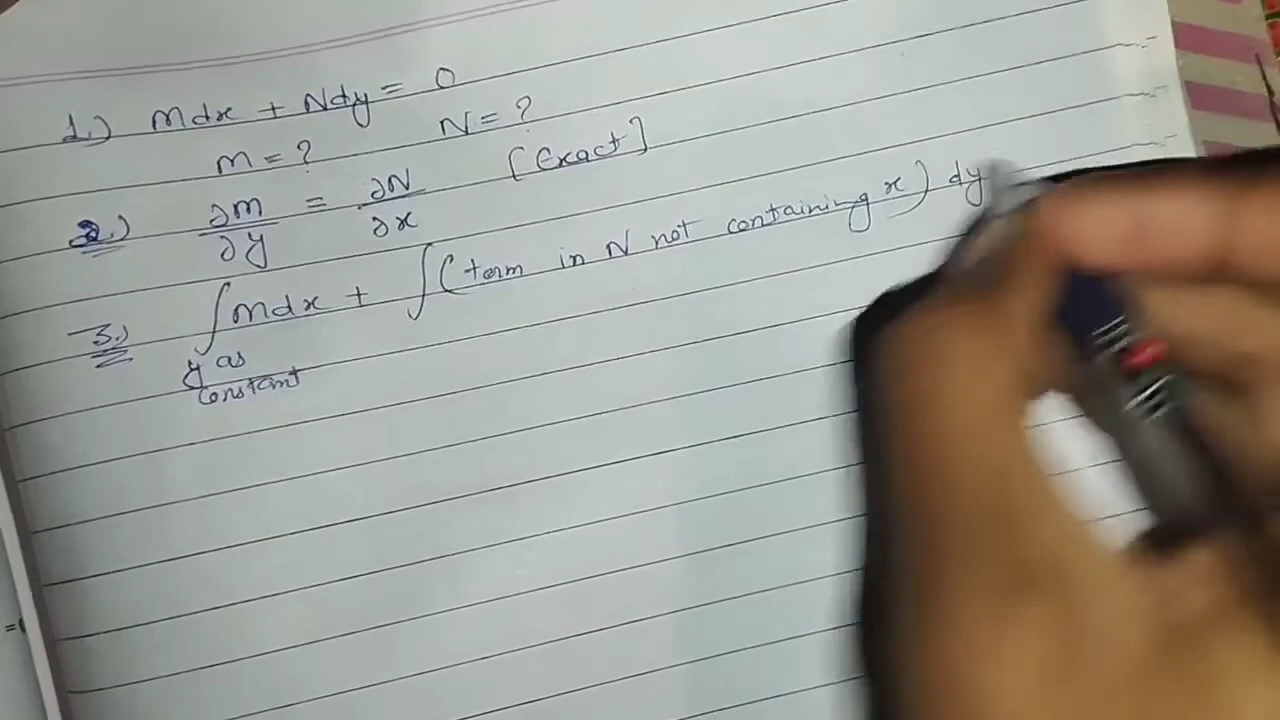 1.) Mdx + Ndy = 0
M = ? N = ?
2.) ∂M/∂y = ∂N/∂x [Exact]
3.) ∫Mdx + ∫(term in N not containing x) dy
y as
constant
=